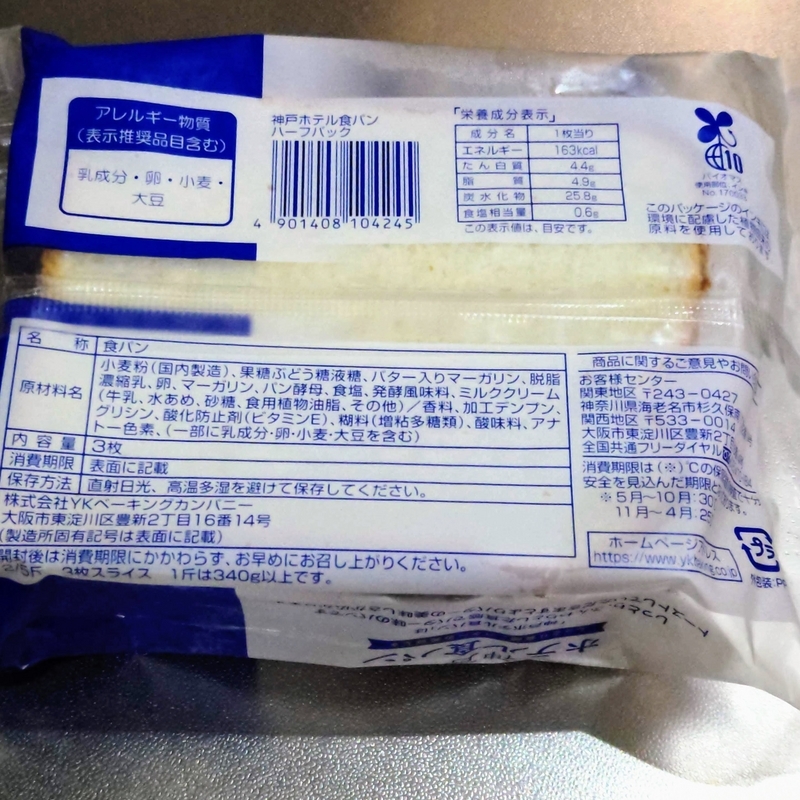 アレルギー物質
(表示推奨品目含む)
乳成分・卵・小麦・
大豆
神戸ホテル食パン
ハーフパック
4 901408 104245
「栄養成分表示」
成分名 1枚当り
エネルギー 163kcal
たん白質 4.4g
脂質 4.9g
炭水化物 25.8g
食塩相当量 0.6g
この表示値は、目安です。
10
このパッケージのインキは
環境に配慮した植物
原料を使用して
名称 食パン
原材料名 小麦粉(国内製造)、果糖ぶどう糖液糖、バター入りマーガリン、脱脂
濃縮乳、卵、マーガリン、パン酵母、食塩、発酵風味料、ミルククリーム
(牛乳、水あめ、砂糖、食用植物油脂、その他)/香料、加工デンプン、
グリシン、酸化防止剤(ビタミンE)、糊料(増粘多糖類)、酸味料、アナ
トー色素、(一部に乳成分・卵・小麦・大豆を含む)
内容量 3枚
消費期限 表面に記載
保存方法 直射日光、高温多湿を避けて保存してください。
株式会社YKベーキングカンパニー
大阪市東淀川区豊新2丁目16番14号
(製造所固有記号は表面に記載)
開封後は消費期限にかかわらず、お早めにお召し上がりください。
3枚スライス 1斤は340g以上です。
商品に関するご意見やお問
お客様センター
関東地区 〒243-0427
神奈川県海老名市杉久保
関西地区 〒533-0014
大阪市東淀川区豊新2丁
全国共通フリーダイヤル
消費期限は(※)℃の保
安全を見込んだ期限
※5月~10月:30
11月~4月:2
ホームページアドレス
https://www.yk
プラ
神戸
ホテル食パン